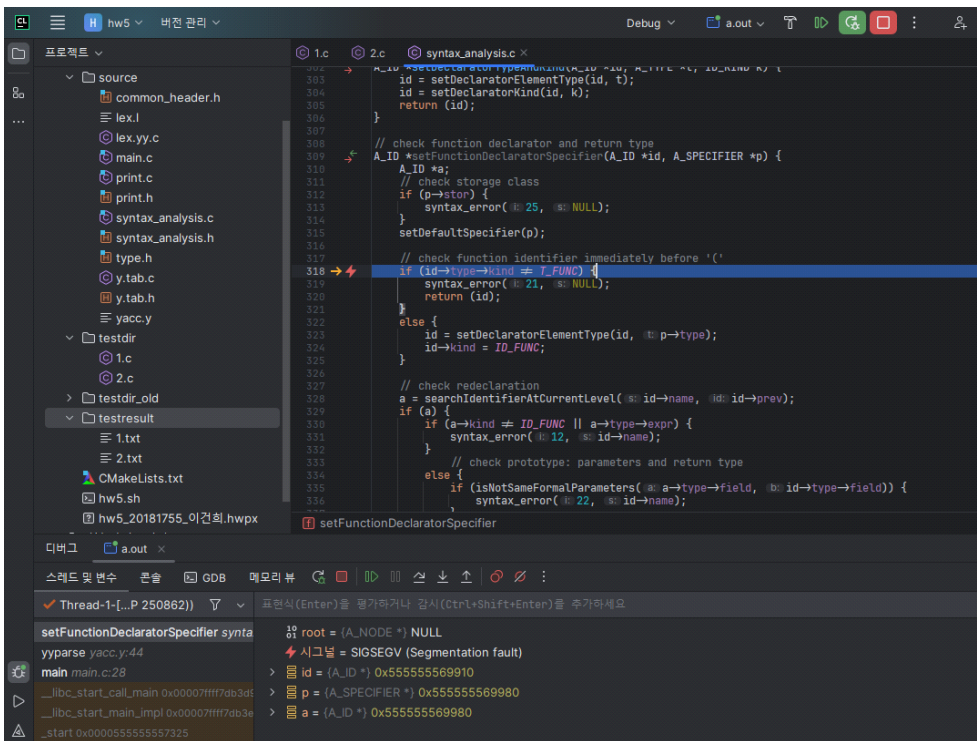 CL
H hw5
버전 관리
Debug
a.out
프로젝트
1.c
2.c
syntax_analysis.c
source
common_header.h
lex.l
lex.yy.c
main.c
print.c
print.h
syntax_analysis.c
syntax_analysis.h
type.h
y.tab.c
y.tab.h
yacc.y
testdir
1.c
2.c
testdir_old
testresult
1.txt
2.txt
CMakeLists.txt
hw5.sh
hw5_20181755_이건희.hwpx
302 A_ID *setDeclaratorTypeAndKind(A_ID *id, A_TYPE *t, ID_KIND k) {
303 id = setDeclaratorElementType(id, t);
304 id = setDeclaratorKind(id, k);
305 return (id);
306 }
307
308 // check function declarator and return type
309 A_ID *setFunctionDeclaratorSpecifier(A_ID *id, A_SPECIFIER *p) {
310 A_ID *a;
311 // check storage class
312 if (p→stor) {
313 syntax_error( i: 25, s: NULL);
314 }
315 setDefaultSpecifier(p);
316
317 // check function identifier immediately before '('
318 if (id→type→kind ≠ T_FUNC) {
319 syntax_error( i: 21, s: NULL);
320 return (id);
321 }
322 else {
323 id = setDeclaratorElementType(id, t: p→type);
324 id→kind = ID_FUNC;
325 }
326
327 // check redeclaration
328 a = searchIdentifierAtCurrentLevel( s: id→name, id: id→prev);
329 if (a) {
330 if (a→kind ≠ ID_FUNC || a→type→expr) {
331 syntax_error( i: 12, s: id→name);
332 }
333 // check prototype: parameters and return type
334 else {
335 if (isNotSameFormalParameters( a: a→type→field, b: id→type→field)) {
336 syntax_error( i: 22, s: id→name);
f setFunctionDeclaratorSpecifier
디버그
a.out
스레드 및 변수
콘솔
GDB
메모리 뷰
Thread-1-[...P 250862))
표현식(Enter)을 평가하거나 감시(Ctrl+Shift+Enter)를 추가하세요
setFunctionDeclaratorSpecifier synta
yyparse yacc.y:44
main main.c:28
__libc_start_call_main 0x00007ffff7db3d9
__libc_start_main_impl 0x00007ffff7db3e
_start 0x0000555555557325
root = {A_NODE *} NULL
시그널 = SIGSEGV (Segmentation fault)
id = {A_ID *} 0x555555569910
p = {A_SPECIFIER *} 0x555555569980
a = {A_ID *} 0x555555569980